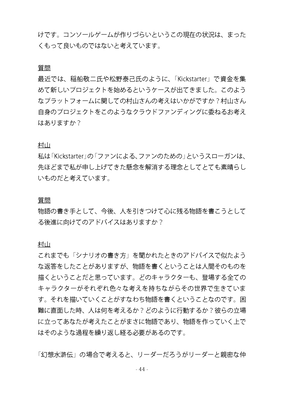 けです。コンソールゲームが作りづらいというこの現在の状況は、まった
くもって良いものではないと考えています。
質問
最近では、稲船敬二氏や松野泰己氏のように、「Kickstarter」で資金を集
めて新しいプロジェクトを始めるというケースが出てきました。このよう
なプラットフォームに関しての村山さんの考えはいかがですか？村山さん
自身のプロジェクトをこのようなクラウドファンディングに委ねるお考え
はありますか？
村山
私は「Kickstarter」の「ファンによる、ファンのための」というスローガンは、
先ほどまで私が申し上げてきた懸念を解消する理念としてとても素晴らし
いものだと考えています。
質問
物語の書き手として、今後、人を引きつけて心に残る物語を書こうとして
る後進に向けてのアドバイスはありますか？
村山
これまでも「シナリオの書き方」を聞かれたときのアドバイスで似たよう
な返答をしたことがありますが、物語を書くということは人間そのものを
描くということだと思っています。どのキャラクターも、登場する全ての
キャラクターがそれぞれ色々な考えを持ちながらその世界で生きていま
す。それを描いていくことがすなわち物語を書くということなのです。困
難に直面した時、人は何を考えるか？どのように行動するか？彼らの立場
に立ってあなたが考えたことがまさに物語であり、物語を作っていく上で
はそのような過程を繰り返し経る必要があるのです。
「幻想水滸伝」の場合で考えると、リーダーだろうがリーダーと親密な仲
- 44 -